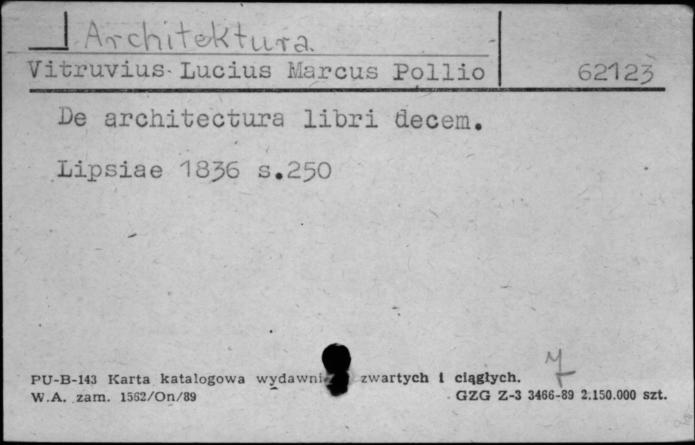 Architektura
Vitruvius Lucius Marcus Pollio 62123
De architectura libri decem.
Lipsiae 1836 s.250
PU-B-143 Karta katalogowa zwartych i ciągłych.
W.A. zam. 1562/On/89 GZG Z-3 3466-89 2.150.000 szt.